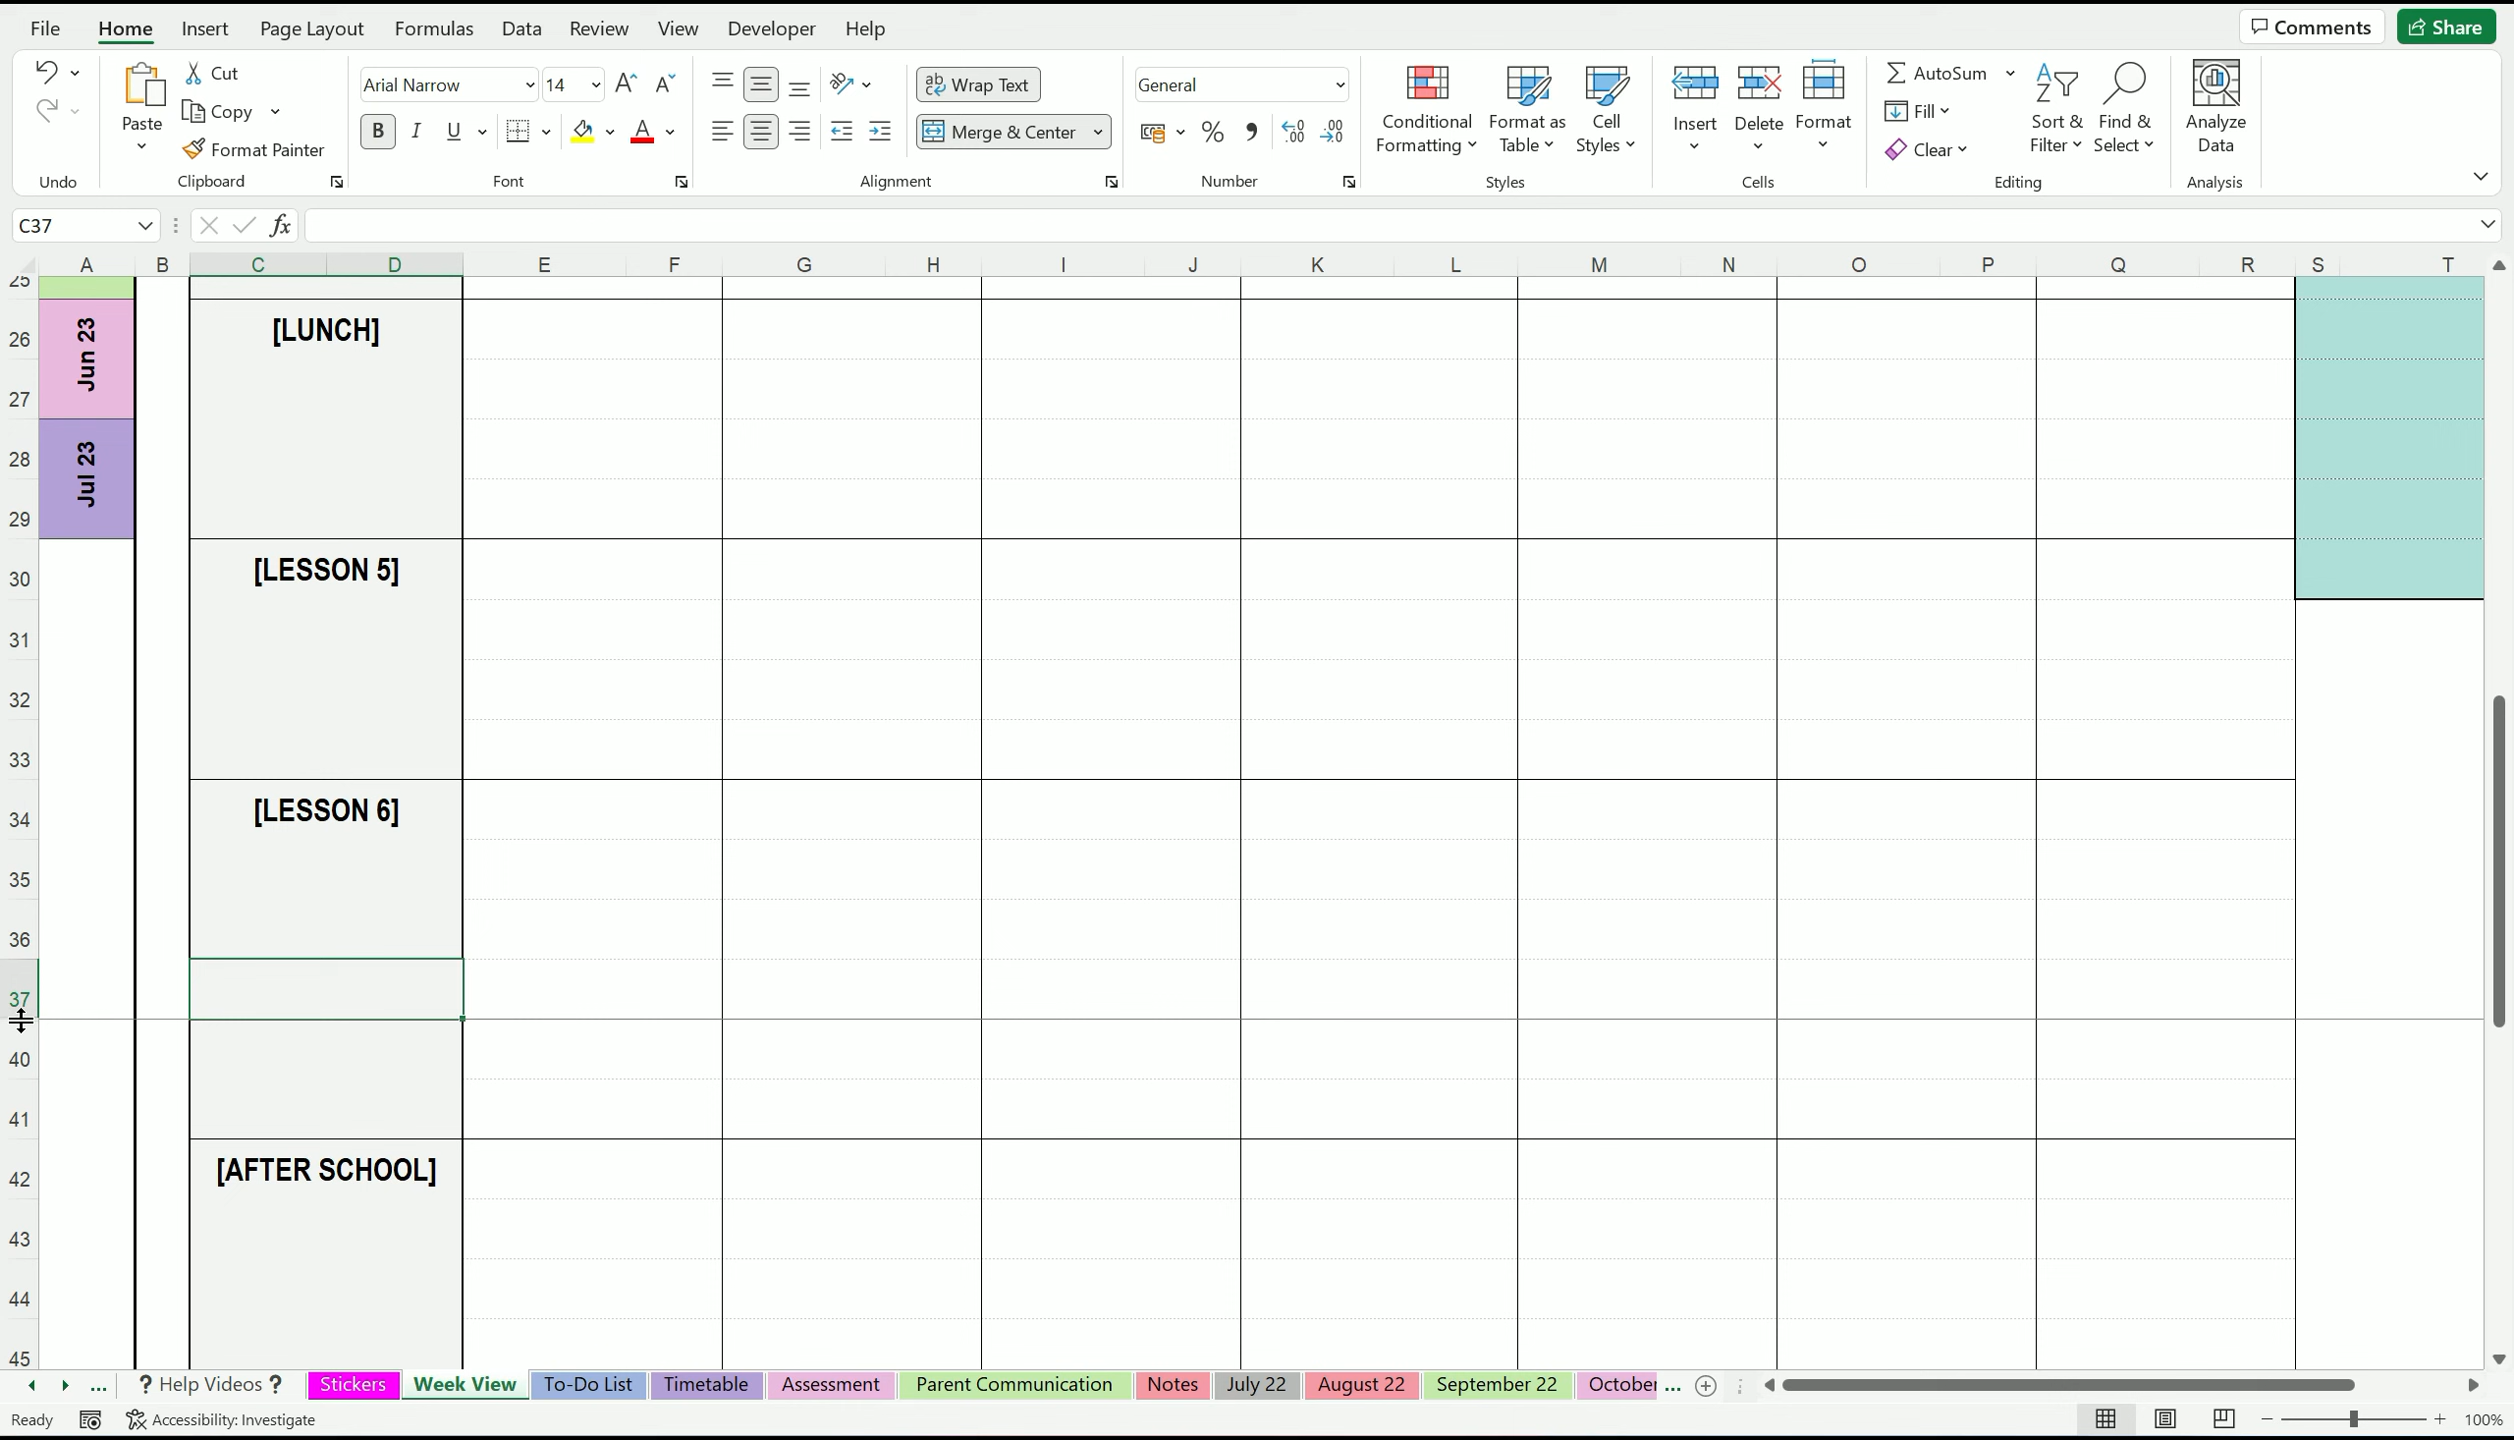 File Home Insert Page Layout Formulas Data Review View Developer Help Comments Share
Cut
Copy
Format Painter
Paste
Undo
Clipboard
Arial Narrow 14
B I U A
Font
Wrap Text
Merge & Center
Alignment
General
Number
Conditional Formatting
Format as Table
Cell Styles
Styles
Insert Delete Format
Cells
AutoSum
Fill
Clear
Sort & Filter
Find & Select
Editing
Analyze Data
Analysis
C37 fx
A B C D E F G H I J K L M N O P Q R S T
25
26 Jun 23 [LUNCH]
27
28 Jul 23
29
30 [LESSON 5]
31
32
33
34 [LESSON 6]
35
36
37
40
41
42 [AFTER SCHOOL]
43
44
45
... ? Help Videos ? Stickers Week View To-Do List Timetable Assessment Parent Communication Notes July 22 August 22 September 22 October ...
Ready Accessibility: Investigate 100%